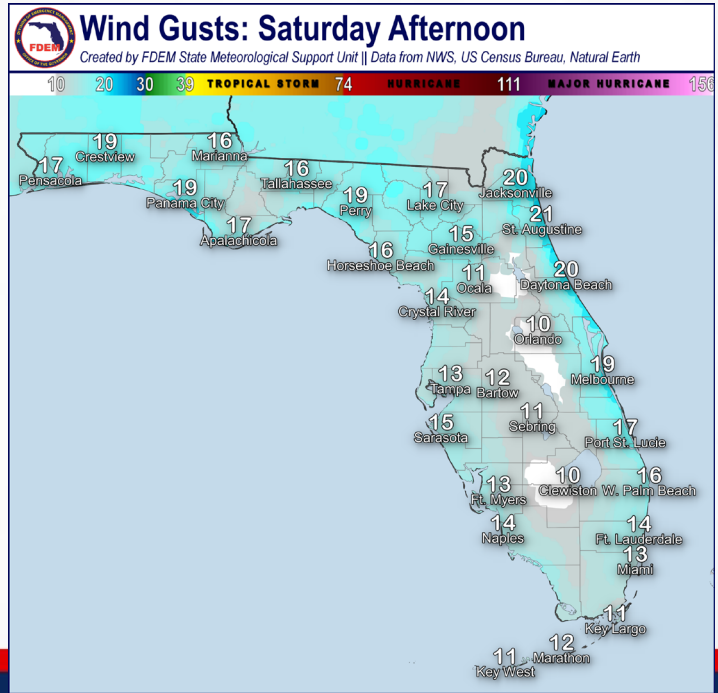 Wind Gusts: Saturday Afternoon
FDEM
Created by FDEM State Meteorological Support Unit || Data from NWS, US Census Bureau, Natural Earth
10 20 30 39 TROPICAL STORM 74 HURRICANE 111 MAJOR HURRICANE 156
19
Crestview
16
Marianna
17
Pensacola
16
Tallahassee
19
Panama City
19
Perry
17
Lake City
20
Jacksonville
17
Apalachicola
21
St. Augustine
15
Gainesville
16
Horseshoe Beach
11
Ocala
20
Daytona Beach
14
Crystal River
10
Orlando
19
Melbourne
13
Tampa
12
Bartow
11
Sebring
15
Sarasota
17
Port St. Lucie
13
Ft. Myers
10
Clewiston
16
W. Palm Beach
14
Naples
14
Ft. Lauderdale
13
Miami
11
Key Largo
12
Marathon
11
Key West